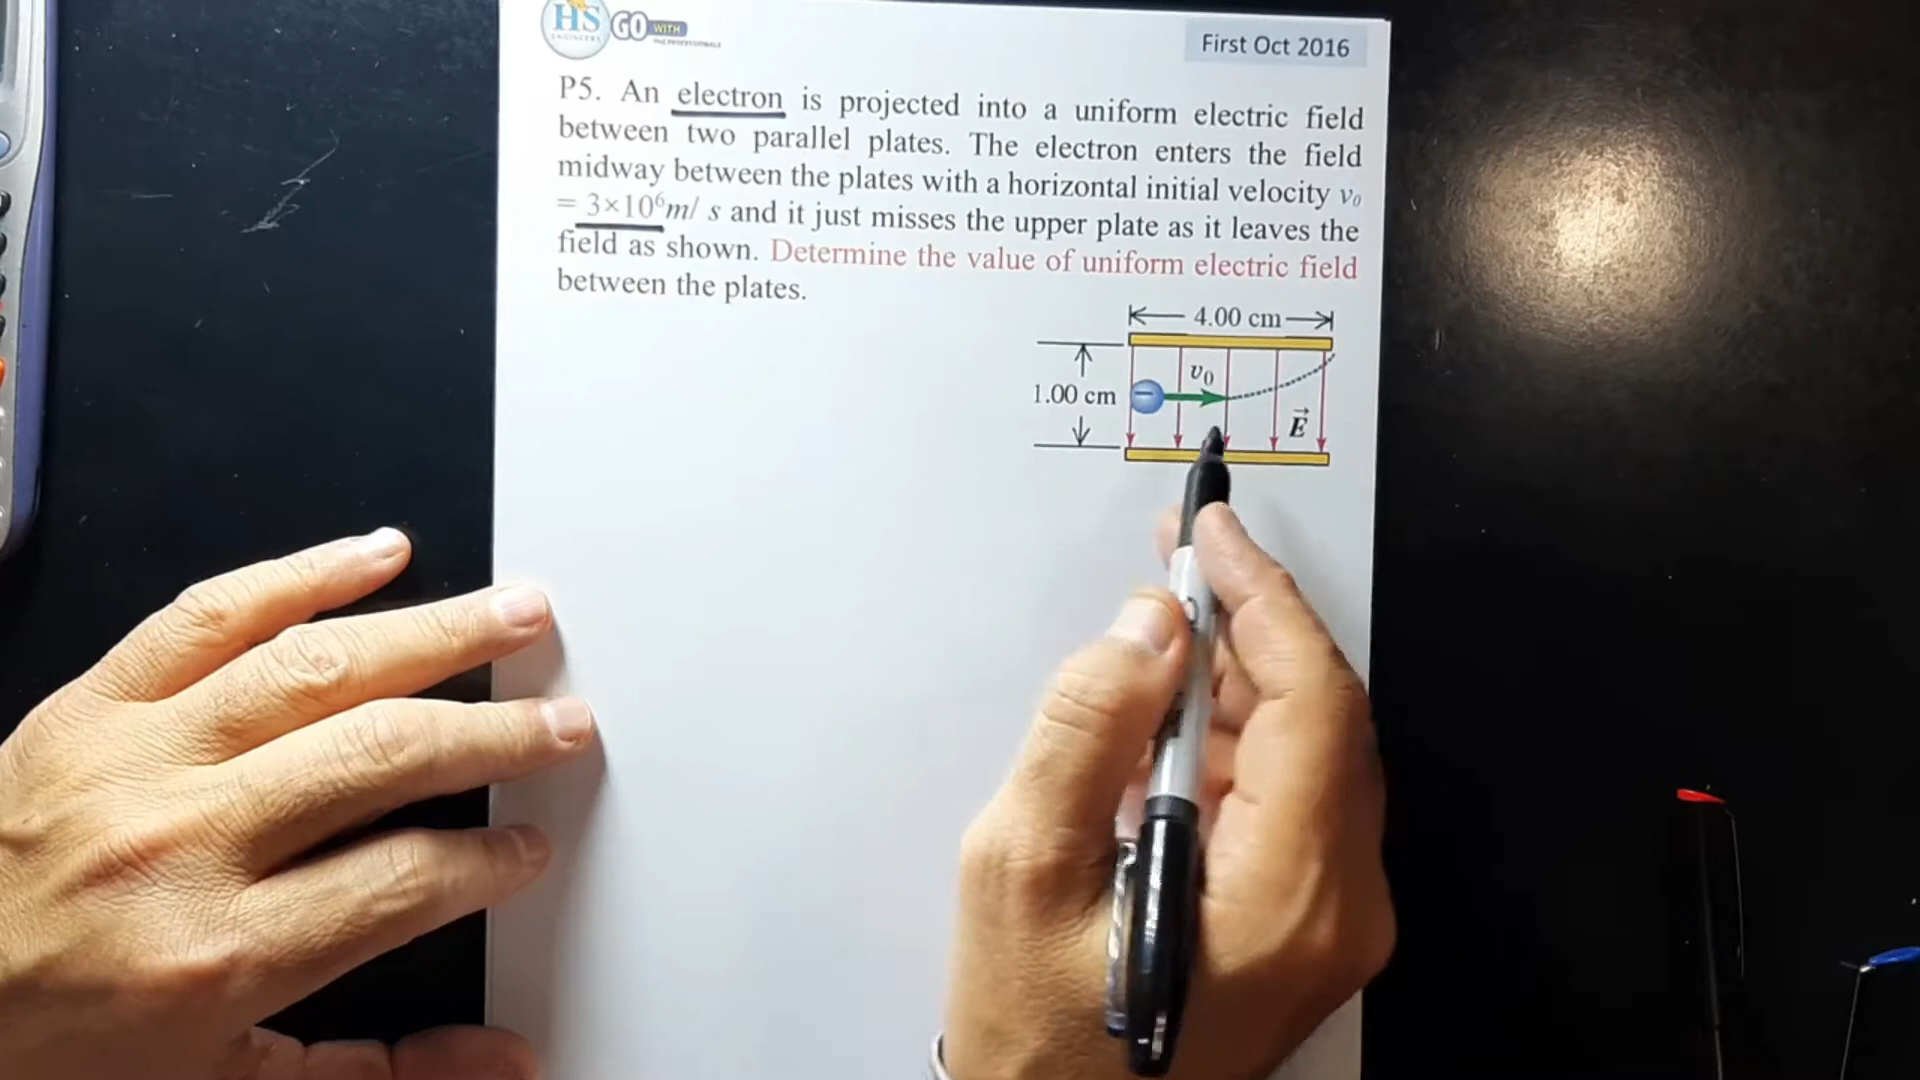 HS
ENGINEERS
GO WITH
THE PROFESSIONALS
First Oct 2016
P5. An electron is projected into a uniform electric field
between two parallel plates. The electron enters the field
midway between the plates with a horizontal initial velocity v₀
= 3×10⁶m/ s and it just misses the upper plate as it leaves the
field as shown. Determine the value of uniform electric field
between the plates.
4.00 cm
v₀
1.00 cm
E⃗